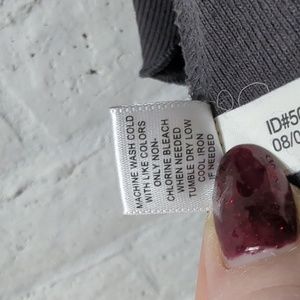 MACHINE WASH COLD
WITH LIKE COLORS
ONLY NON-
CHLORINE BLEACH
WHEN NEEDED
TUMBLE DRY LOW
COOL IRON
IF NEEDED